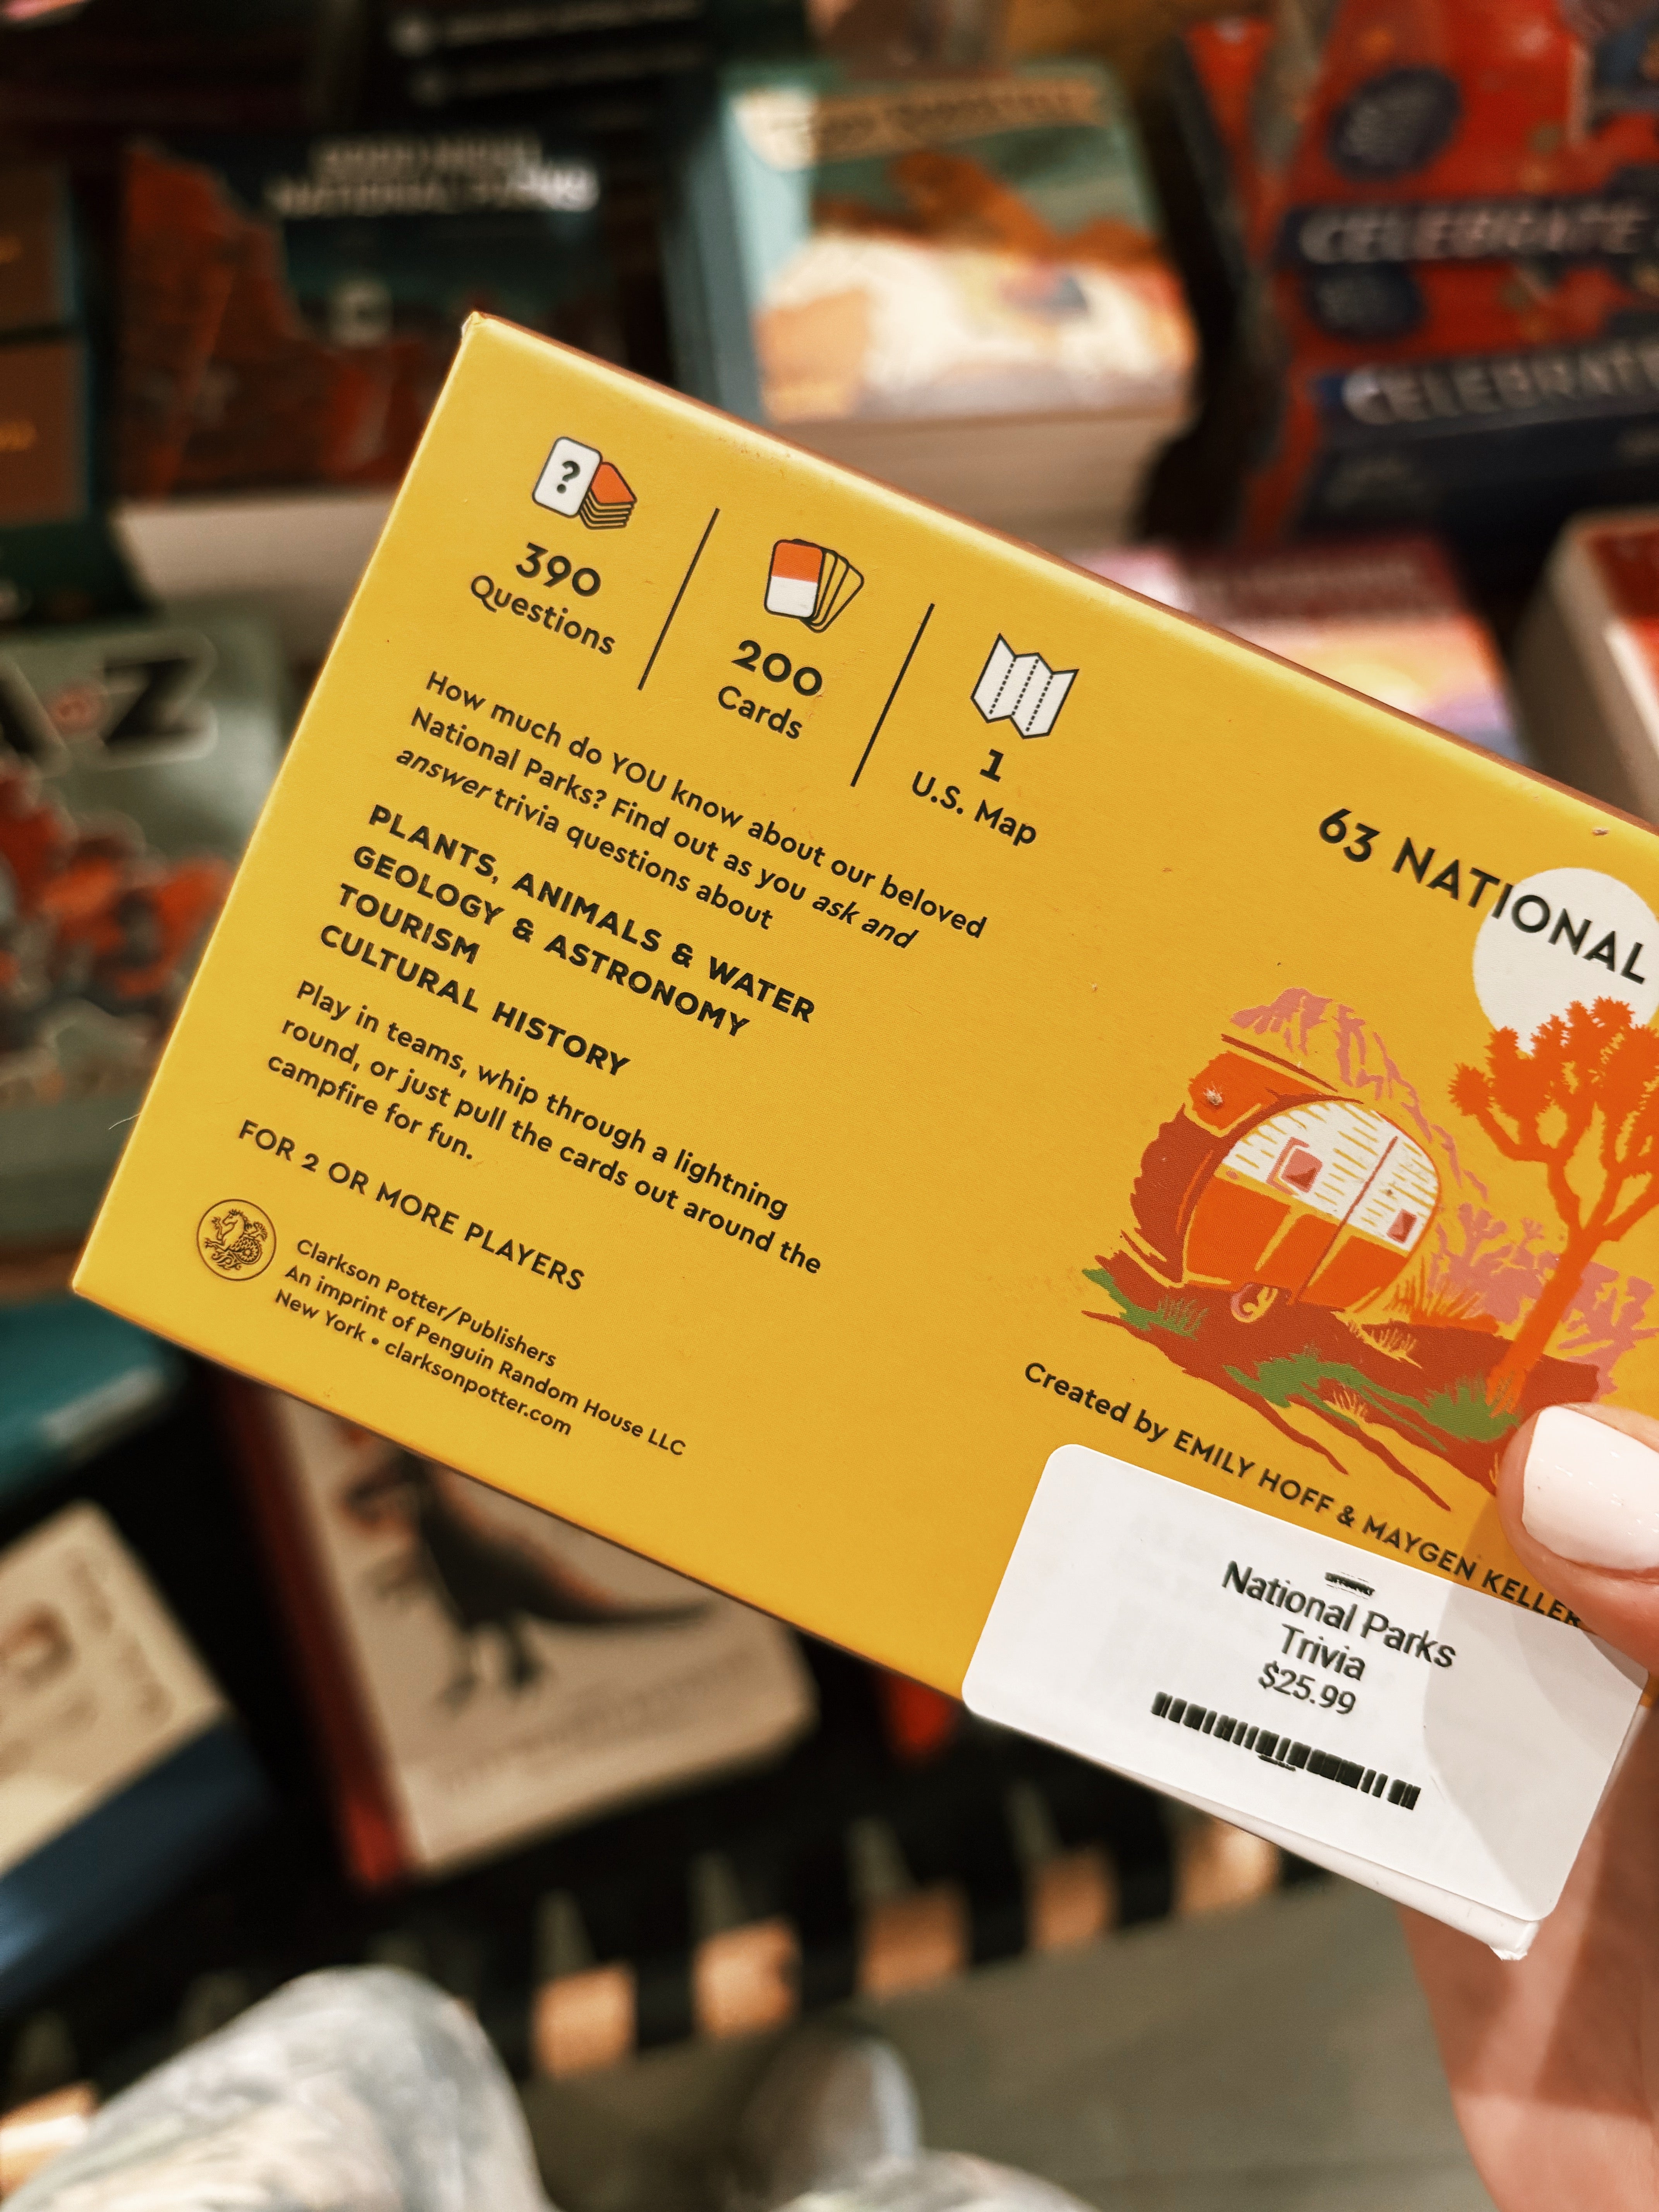 NATIONAL PARKS
CELEBRATE
CELEBRATE
A Z
?
390
Questions
200
Cards
1
U.S. Map
How much do YOU know about our beloved
National Parks? Find out as you ask and
answer trivia questions about
PLANTS, ANIMALS & WATER
GEOLOGY & ASTRONOMY
TOURISM
CULTURAL HISTORY
Play in teams, whip through a lightning
round, or just pull the cards out around the
campfire for fun.
FOR 2 OR MORE PLAYERS
Clarkson Potter/Publishers
An imprint of Penguin Random House LLC
New York • clarksonpotter.com
63 NATIONAL
Created by EMILY HOFF & MAYGEN KELLER
National Parks
Trivia
$25.99